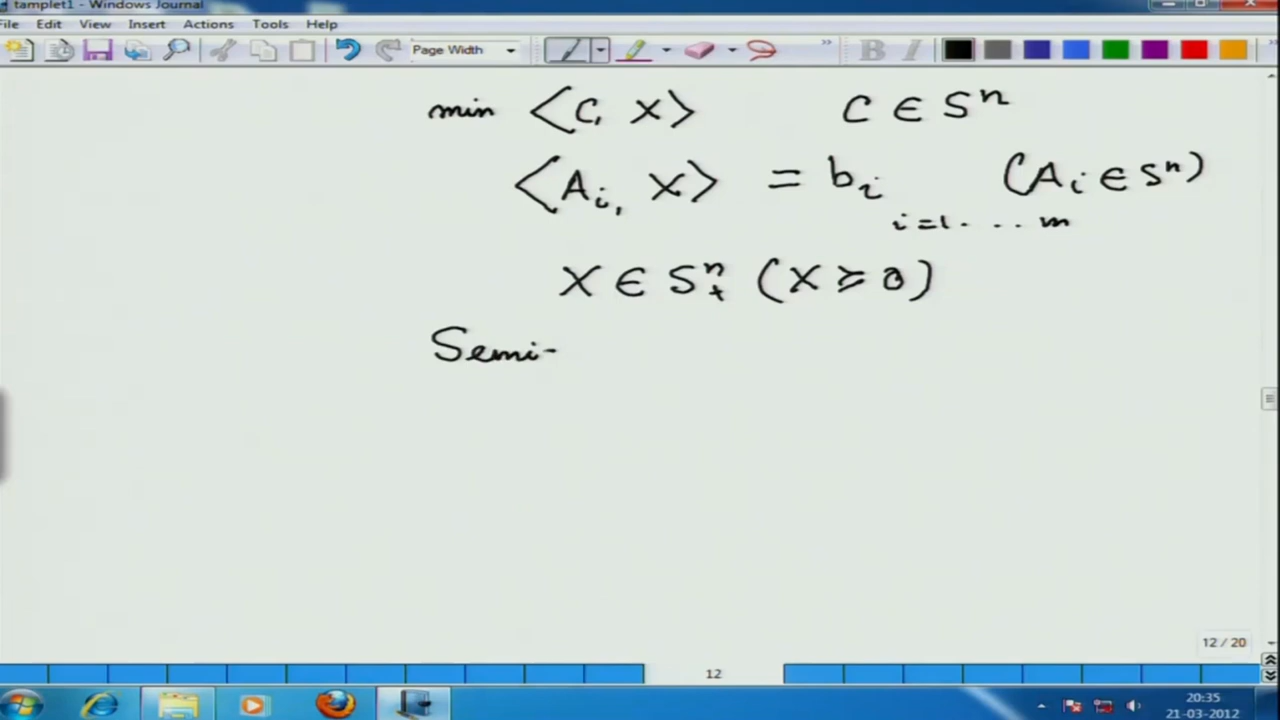 tamplet1 - Windows Journal
File Edit View Insert Actions Tools Help
Page Width B I
min ⟨C, X⟩ C ∈ Sⁿ
⟨Aᵢ, X⟩ = bᵢ (Aᵢ ∈ Sⁿ)
i=1. ... m
X ∈ Sⁿ₊ (X ≽ 0)
Semi-
12 / 20
12
20:35
21-03-2012